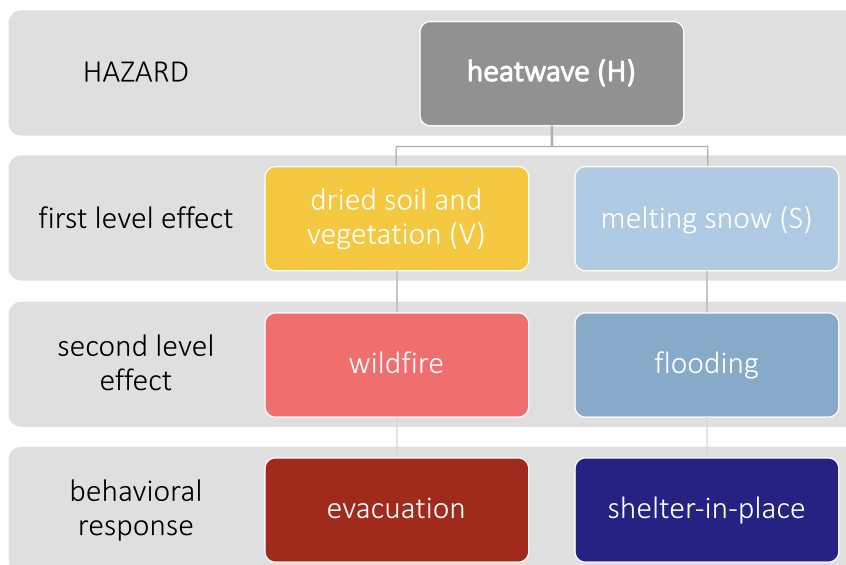 HAZARD
heatwave (H)
first level effect
dried soil and
vegetation (V)
melting snow (S)
second level
effect
wildfire
flooding
behavioral
response
evacuation
shelter-in-place